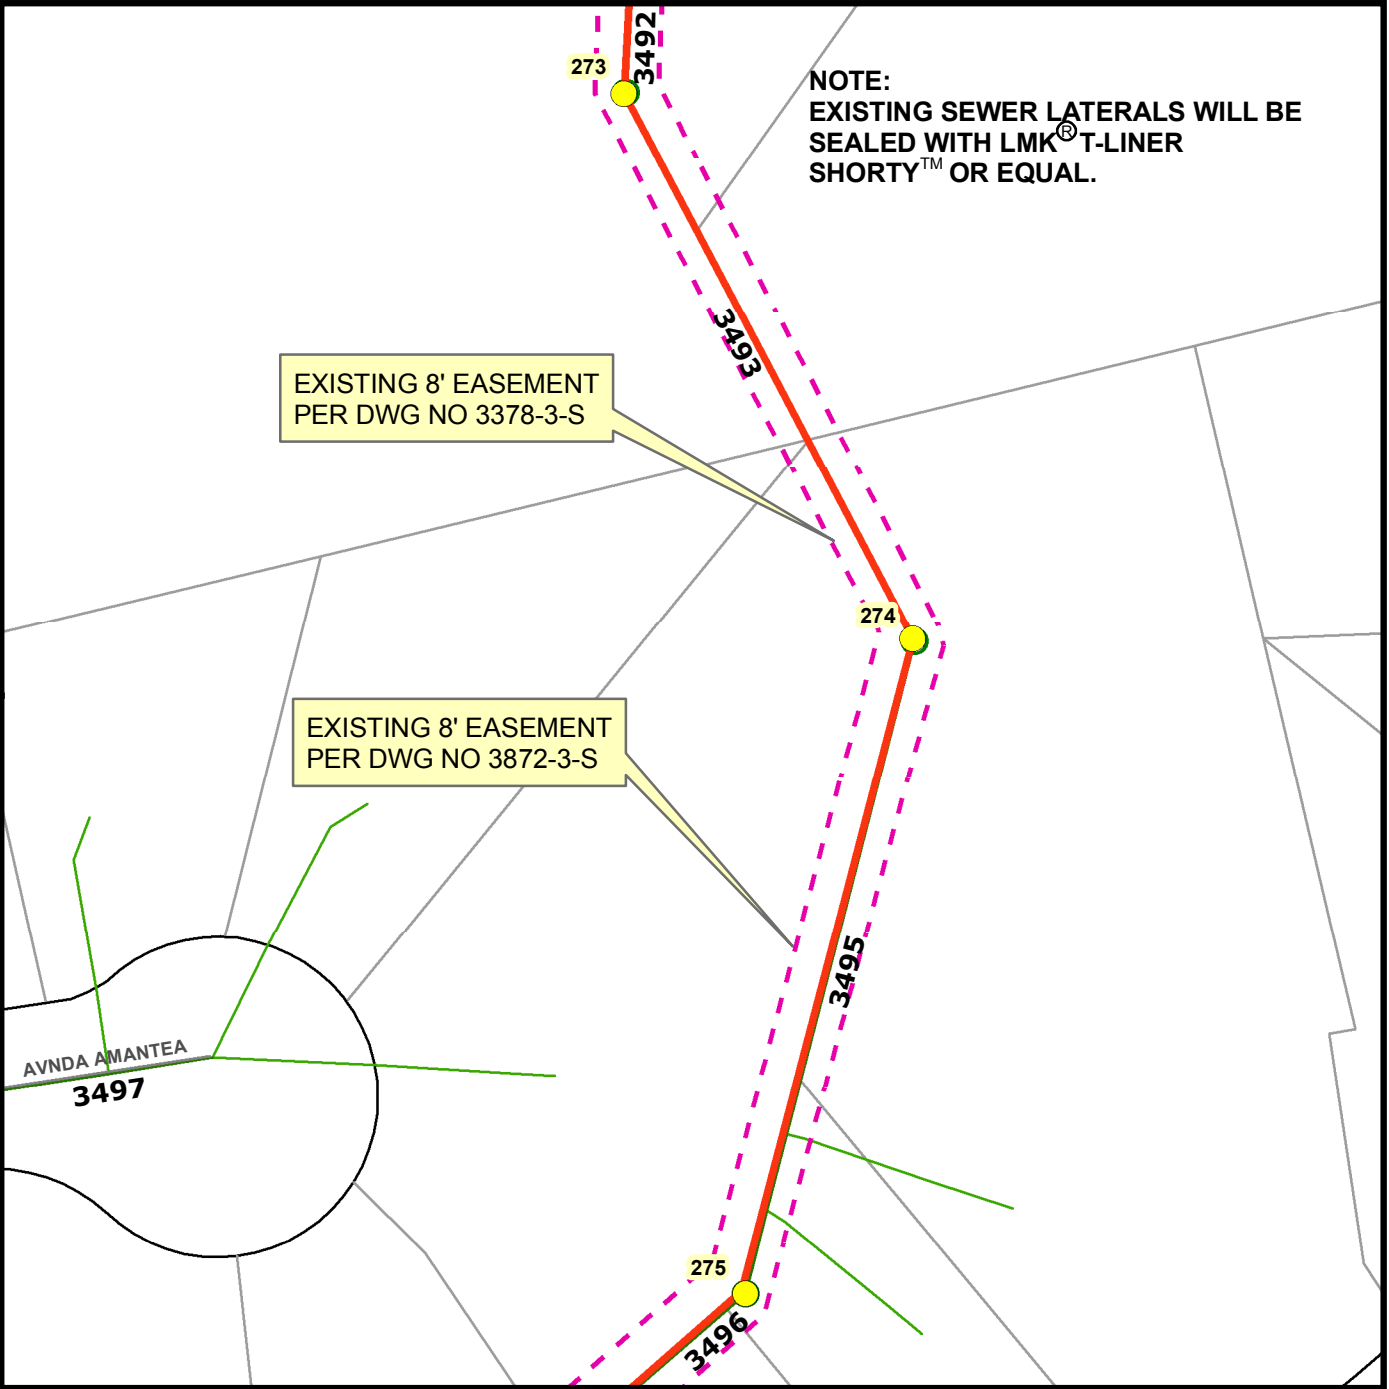 3492
273
NOTE:
EXISTING SEWER LATERALS WILL BE
SEALED WITH LMK® T-LINER
SHORTY™ OR EQUAL.
3493
EXISTING 8' EASEMENT
PER DWG NO 3378-3-S
274
EXISTING 8' EASEMENT
PER DWG NO 3872-3-S
3495
AVNDA AMANTEA
3497
275
3496